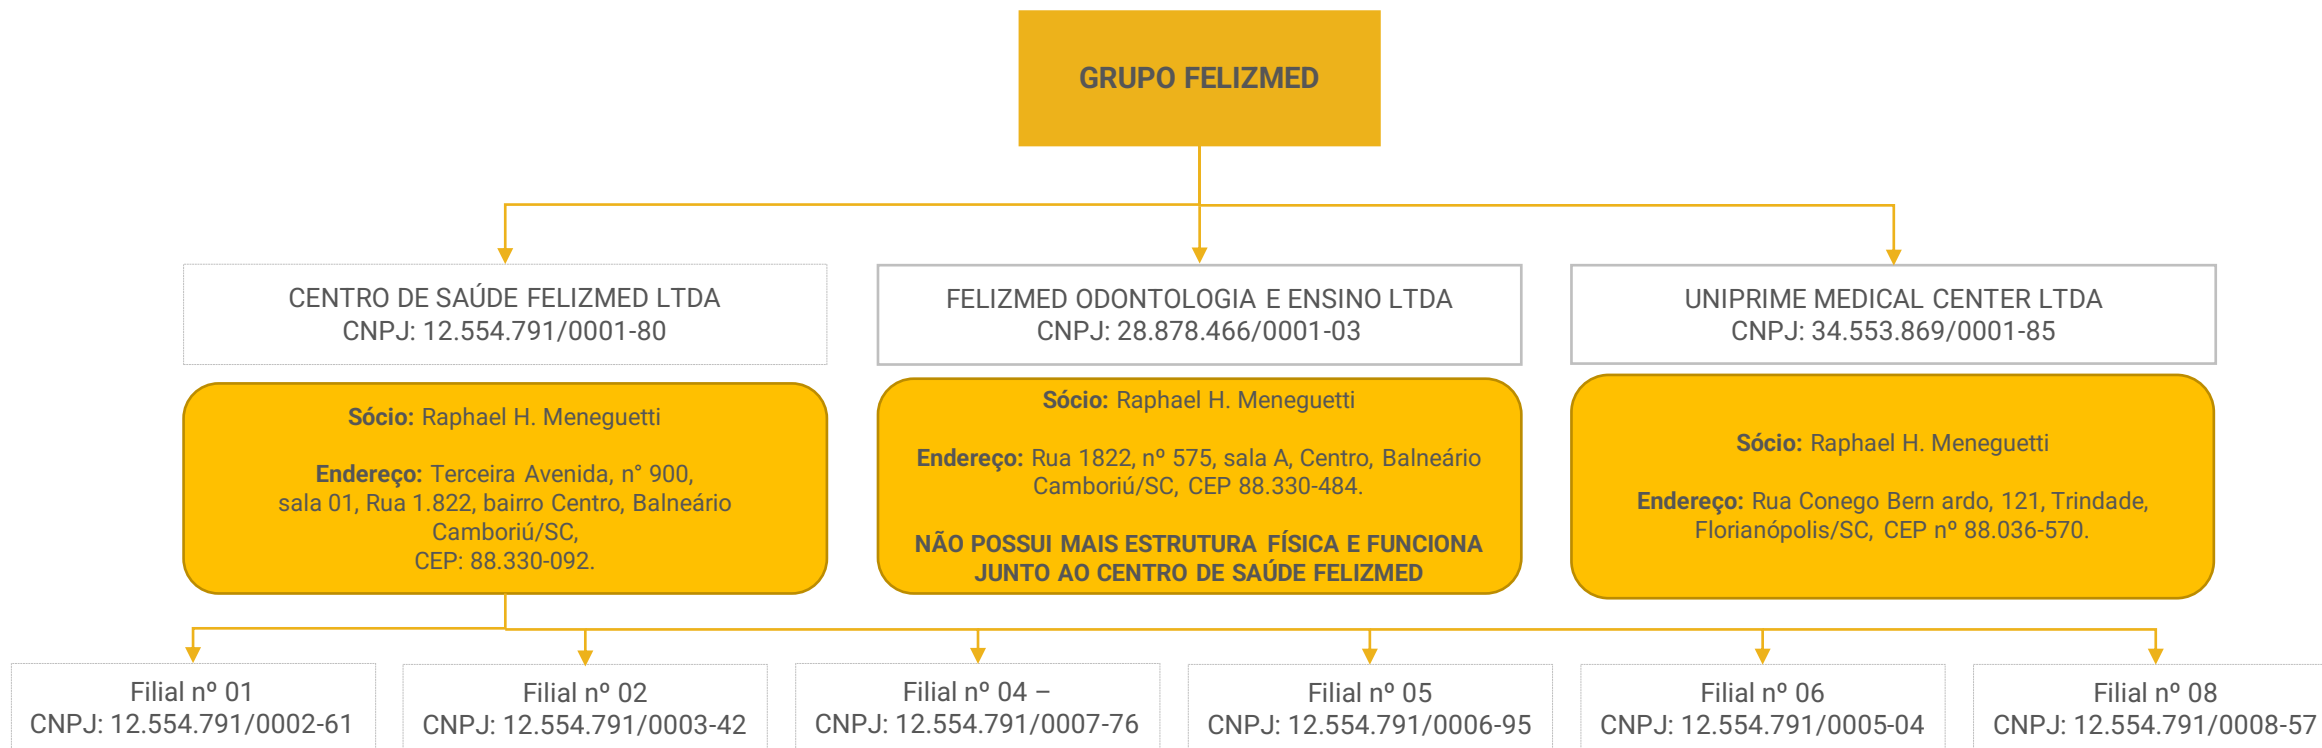 GRUPO FELIZMED
CENTRO DE SAÚDE FELIZMED LTDA
CNPJ: 12.554.791/0001-80
FELIZMED ODONTOLOGIA E ENSINO LTDA
CNPJ: 28.878.466/0001-03
UNIPRIME MEDICAL CENTER LTDA
CNPJ: 34.553.869/0001-85
Sócio: Raphael H. Meneguetti
Endereço: Terceira Avenida, n° 900,
sala 01, Rua 1.822, bairro Centro, Balneário
Camboriú/SC,
CEP: 88.330-092.
Sócio: Raphael H. Meneguetti
Endereço: Rua 1822, nº 575, sala A, Centro, Balneário
Camboriú/SC, CEP 88.330-484.
NÃO POSSUI MAIS ESTRUTURA FÍSICA E FUNCIONA
JUNTO AO CENTRO DE SAÚDE FELIZMED
Sócio: Raphael H. Meneguetti
Endereço: Rua Conego Bern ardo, 121, Trindade,
Florianópolis/SC, CEP nº 88.036-570.
Filial nº 01
CNPJ: 12.554.791/0002-61
Filial nº 02
CNPJ: 12.554.791/0003-42
Filial nº 04 –
CNPJ: 12.554.791/0007-76
Filial nº 05
CNPJ: 12.554.791/0006-95
Filial nº 06
CNPJ: 12.554.791/0005-04
Filial nº 08
CNPJ: 12.554.791/0008-57